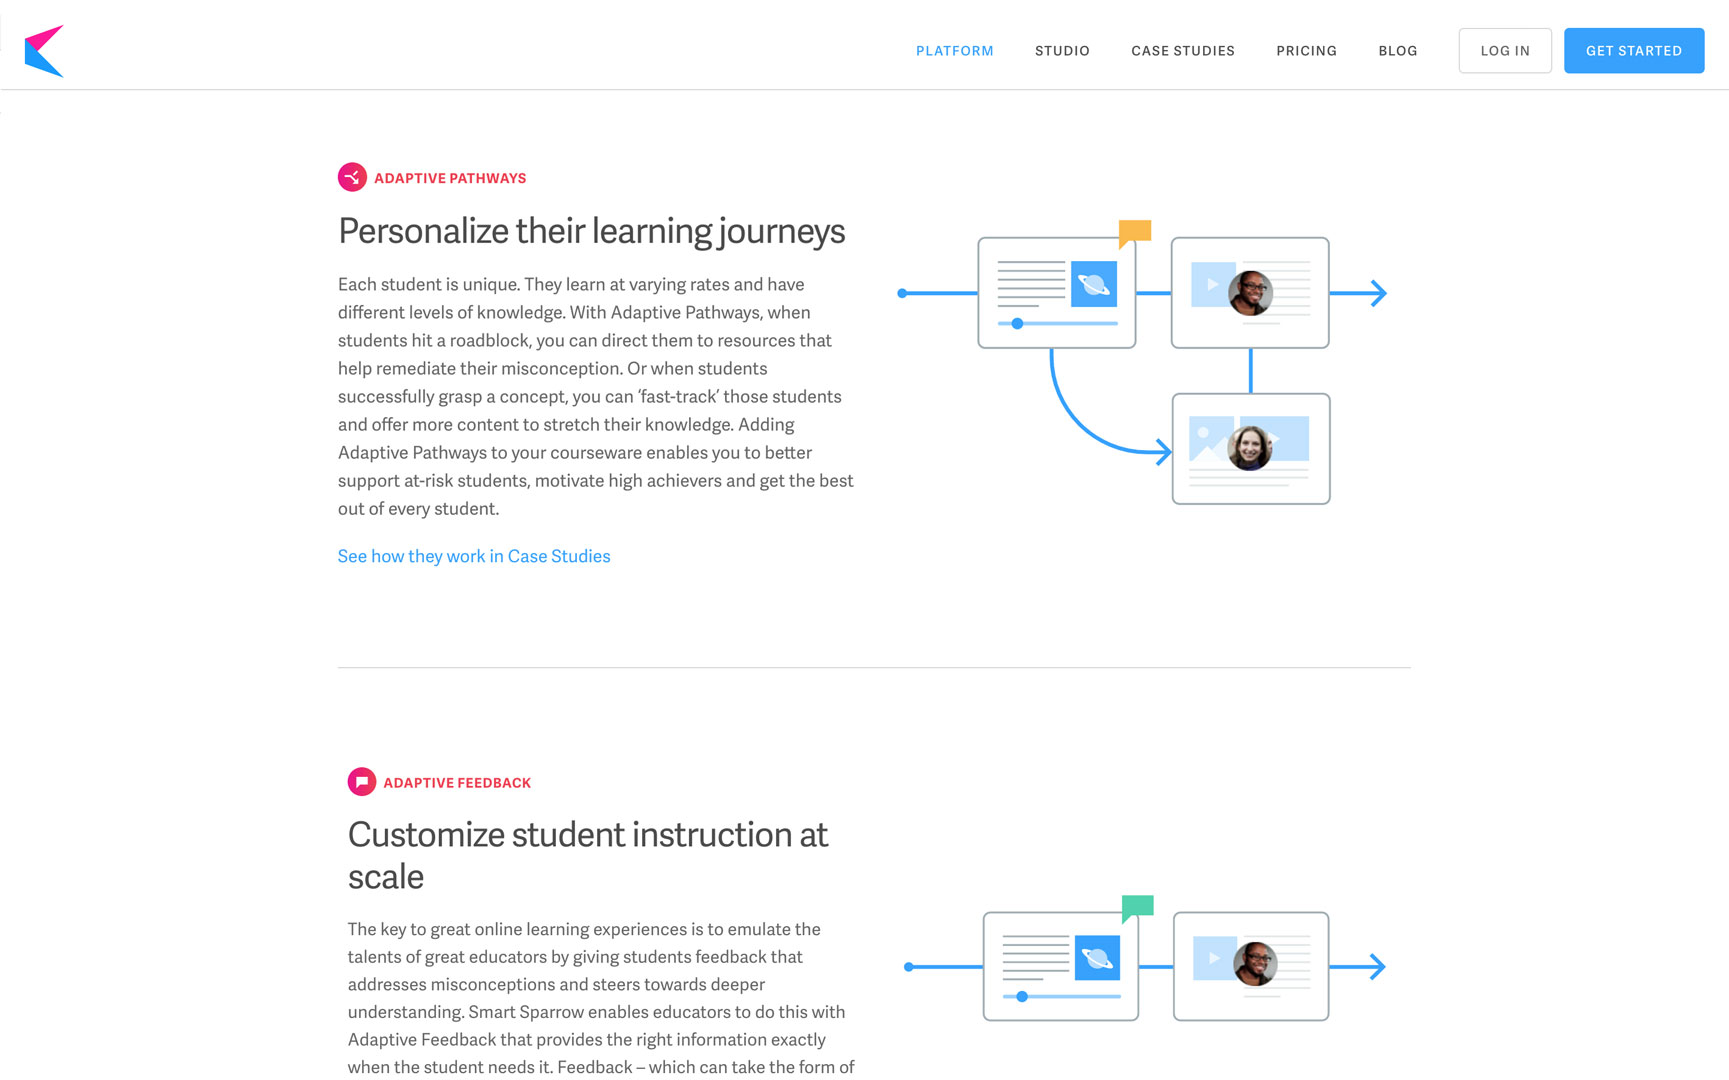 PLATFORM
STUDIO
CASE STUDIES
PRICING
BLOG
LOG IN
GET STARTED
ADAPTIVE PATHWAYS
Personalize their learning journeys
Each student is unique. They learn at varying rates and have
different levels of knowledge. With Adaptive Pathways, when
students hit a roadblock, you can direct them to resources that
help remediate their misconception. Or when students
successfully grasp a concept, you can ‘fast-track’ those students
and offer more content to stretch their knowledge. Adding
Adaptive Pathways to your courseware enables you to better
support at-risk students, motivate high achievers and get the best
out of every student.
See how they work in Case Studies
ADAPTIVE FEEDBACK
Customize student instruction at
scale
The key to great online learning experiences is to emulate the
talents of great educators by giving students feedback that
addresses misconceptions and steers towards deeper
understanding. Smart Sparrow enables educators to do this with
Adaptive Feedback that provides the right information exactly
when the student needs it. Feedback – which can take the form of